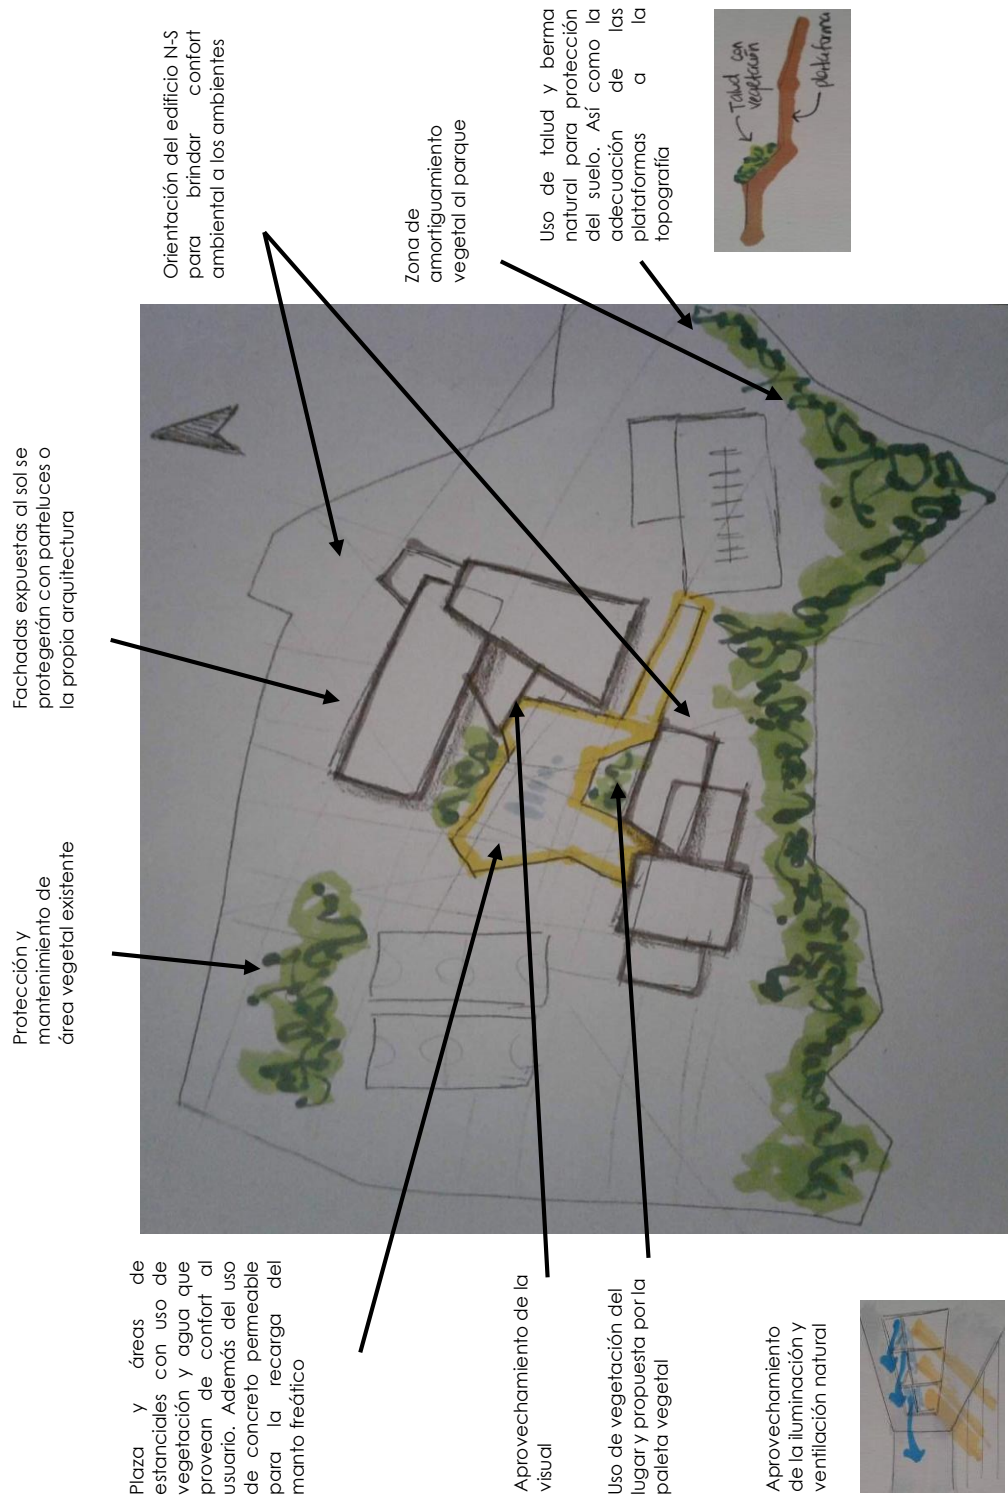 Plaza y áreas de
estanciales con uso de
vegetación y agua que
provean de confort al
usuario. Además del uso
de concreto permeable
para la recarga del
manto freático
Protección y
mantenimiento de
área vegetal existente
Fachadas expuestas al sol se
protegerán con parteluces o
la propia arquitectura
Orientación del edificio N-S
para brindar confort
ambiental a los ambientes
Zona de
amortiguamiento
vegetal al parque
Uso de talud y berma
natural para protección
del suelo. Así como la
adecuación de las
plataformas a la
topografía
Talud con
vegetación
plataforma
Aprovechamiento de la
visual
Uso de vegetación del
lugar y propuesta por la
paleta vegetal
Aprovechamiento
de la iluminación y
ventilación natural